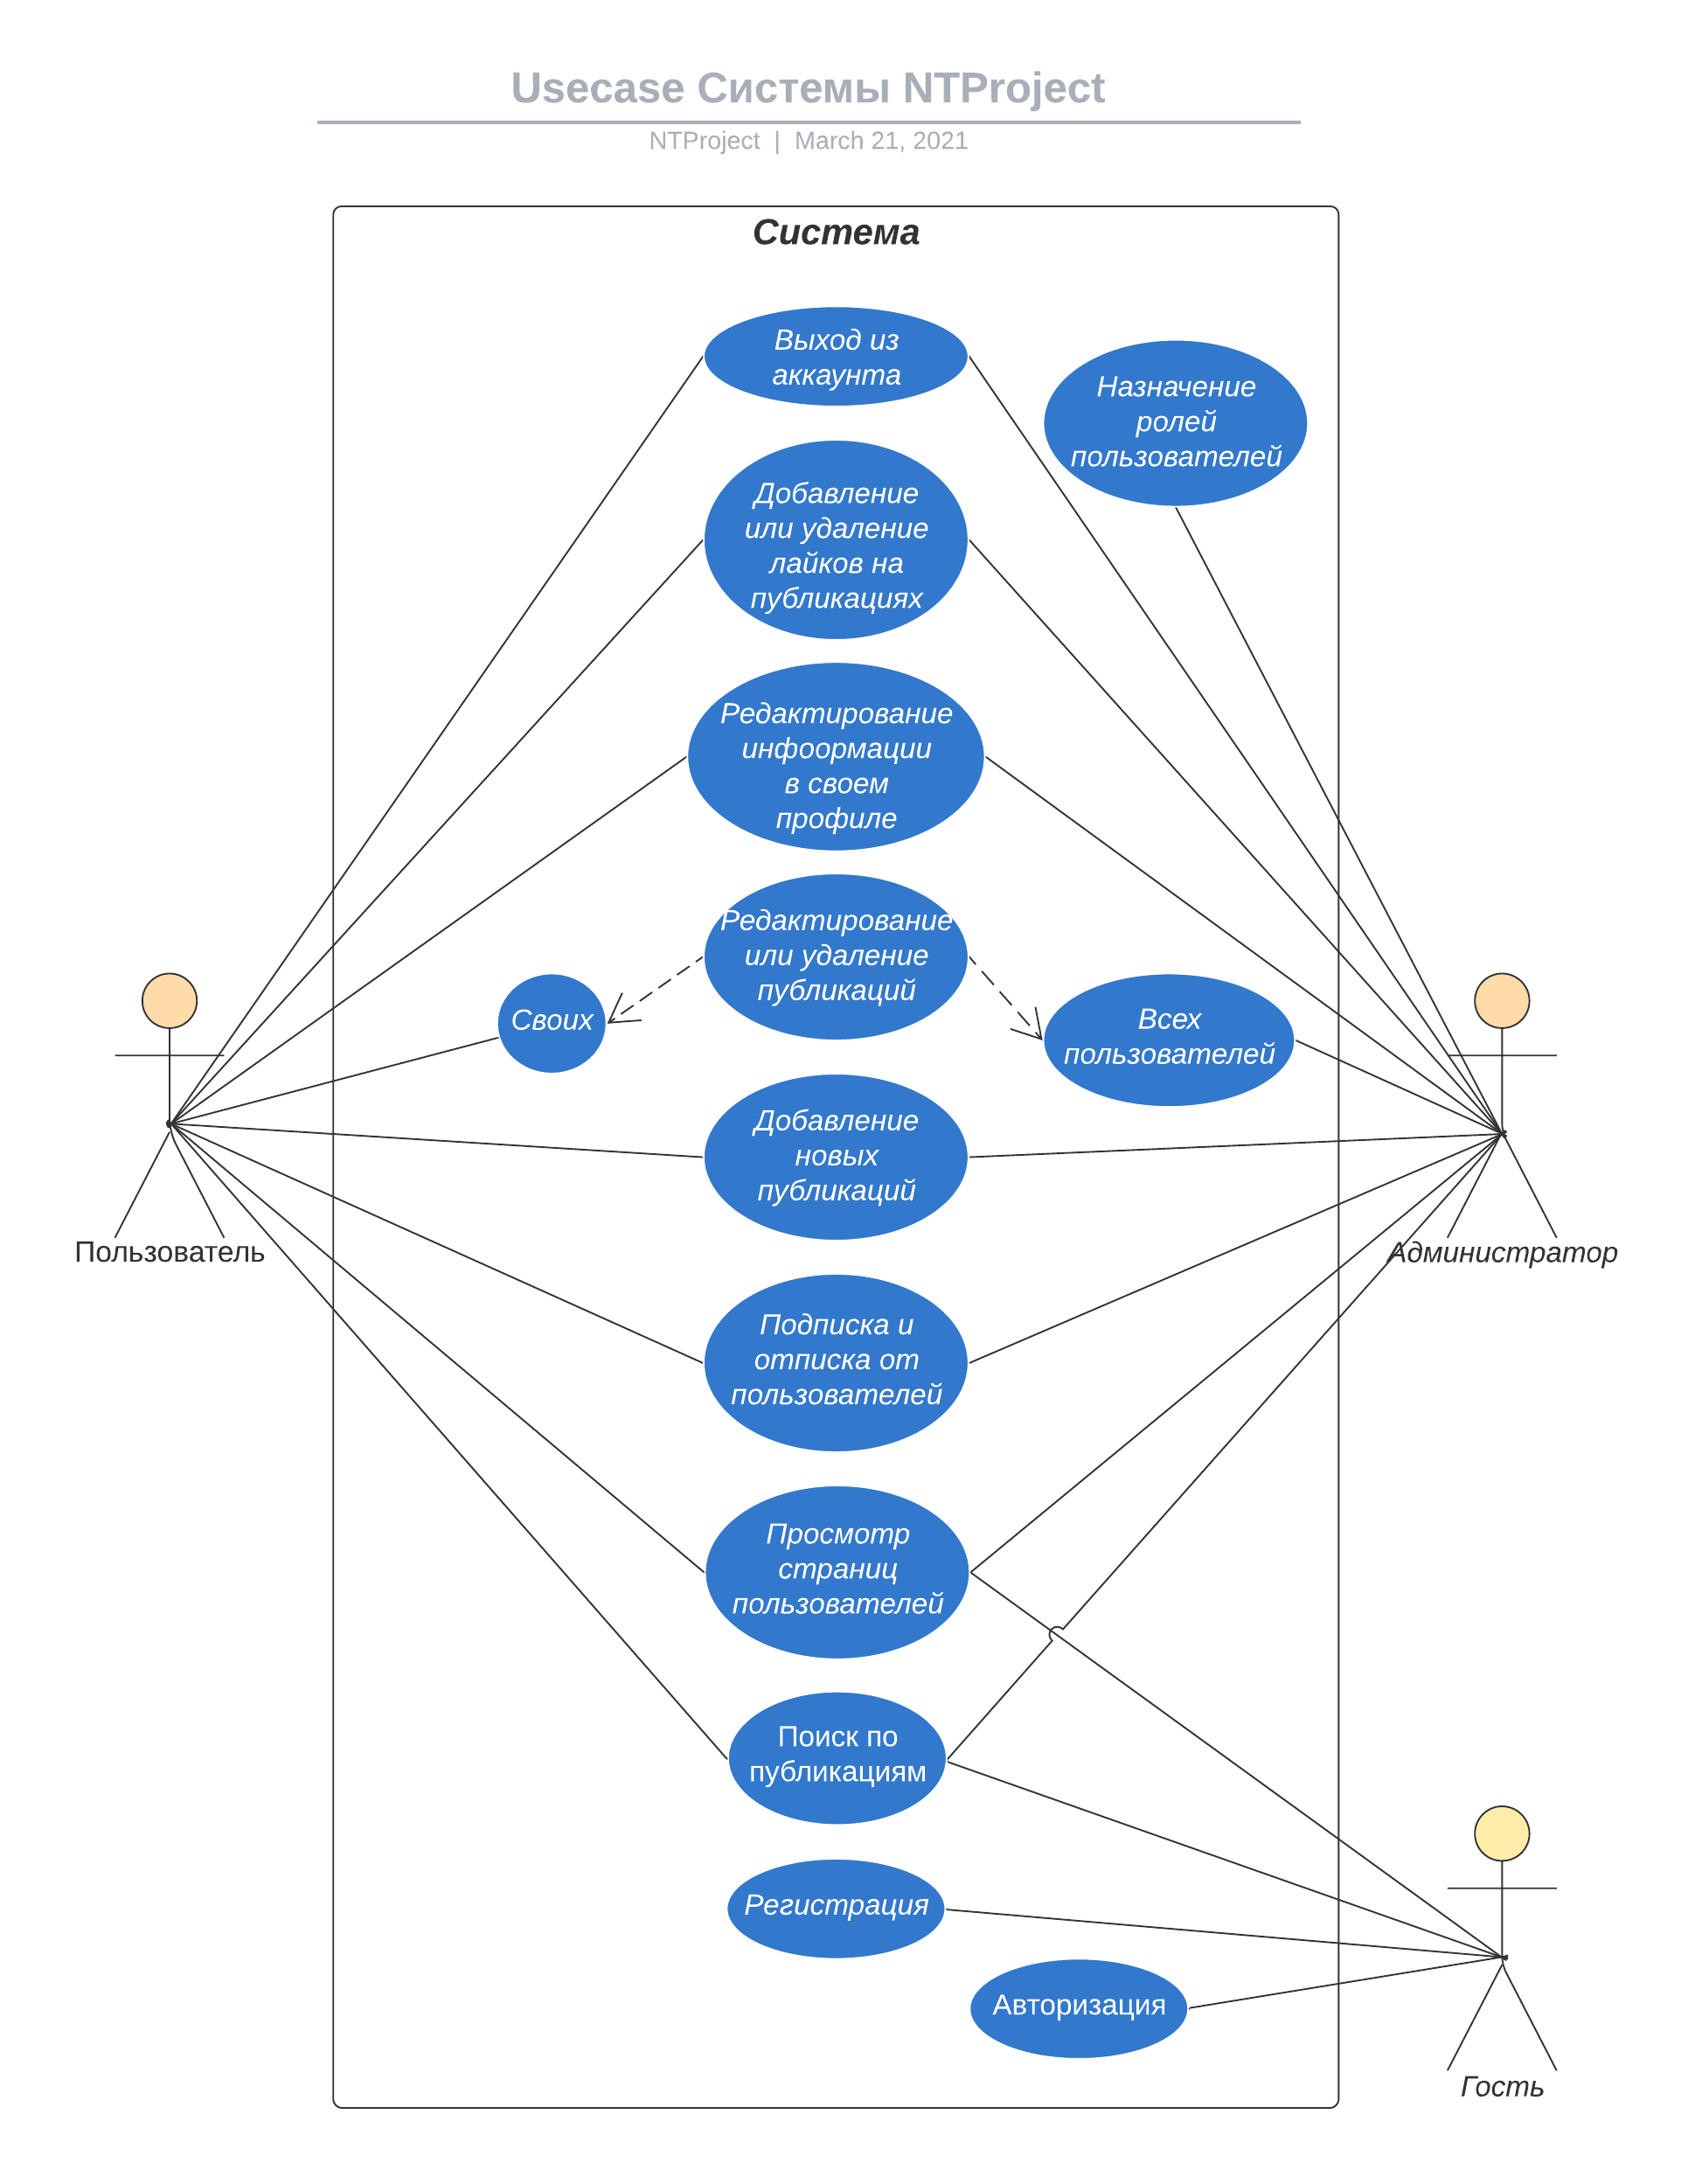 Usecase Системы NTProject
NTProject | March 21, 2021
Система
Выход из
аккаунта
Назначение
ролей
пользователей
Добавление
или удаление
лайков на
публикациях
Редактирование
инфоормации
в своем
профиле
Редактирование
или удаление
публикаций
Своих
Всех
пользователей
Добавление
новых
публикаций
Пользователь
Администратор
Подписка и
отписка от
пользователей
Просмотр
страниц
пользователей
Поиск по
публикациям
Регистрация
Авторизация
Гость